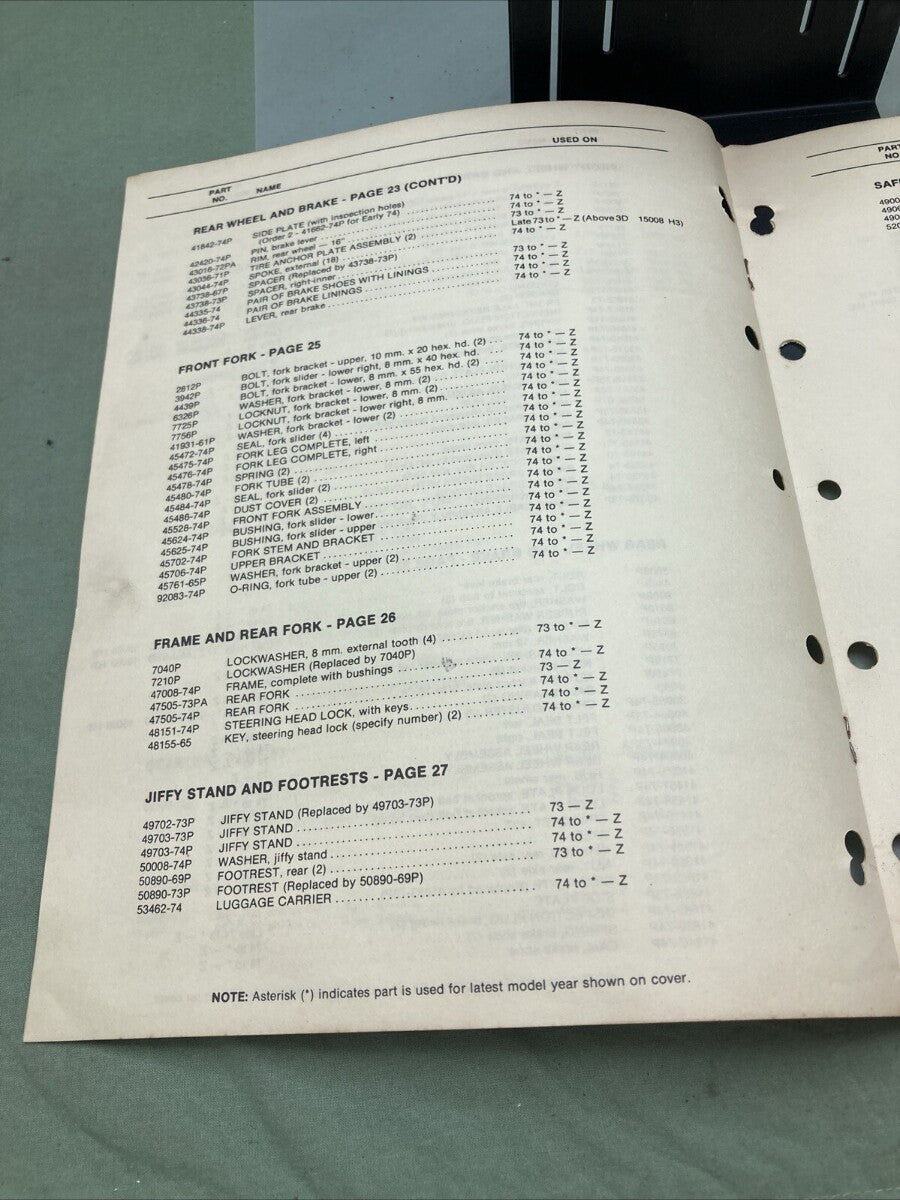 PART NO. NAME USED ON
REAR WHEEL AND BRAKE - PAGE 23 (CONT'D)
41842-74P SIDE PLATE (with inspection holes)
(Order 2 - 41662-74P for Early 74) 74 to * — Z
42420-74P PIN, brake lever 74 to * — Z
43016-72PA RIM, rear wheel — 16" 73 to * — Z
43036-71P TIRE ANCHOR PLATE ASSEMBLY (2) Late 73 to * — Z (Above 3D 15008 H3)
43044-74P SPOKE, external (18) 74 to * — Z
43738-67P SPACER (Replaced by 43738-73P)
43738-73P SPACER, right-inner 73 to * — Z
44335-74 PAIR OF BRAKE SHOES WITH LININGS 74 to * — Z
44336-74 PAIR OF BRAKE LININGS 74 to * — Z
44338-74P LEVER, rear brake 74 to * — Z
FRONT FORK - PAGE 25
2812P BOLT, fork bracket - upper, 10 mm. x 20 hex. hd. (2) 74 to * — Z
3942P BOLT, fork slider - lower right, 8 mm. x 40 hex. hd. 74 to * — Z
4439P BOLT, fork bracket - lower, 8 mm. x 55 hex. hd. (2) 74 to * — Z
6326P WASHER, fork bracket - lower, 8 mm. (2) 74 to * — Z
7725P LOCKNUT, fork bracket - lower, 8 mm. (2) 74 to * — Z
7756P LOCKNUT, fork bracket - lower right, 8 mm. 74 to * — Z
41931-61P WASHER, fork bracket - lower (2) 74 to * — Z
45472-74P SEAL, fork slider (4) 74 to * — Z
45475-74P FORK LEG COMPLETE, left 74 to * — Z
45476-74P FORK LEG COMPLETE, right 74 to * — Z
45478-74P SPRING (2) 74 to * — Z
45480-74P FORK TUBE (2) 74 to * — Z
45484-74P SEAL, fork slider (2) 74 to * — Z
45486-74P DUST COVER (2) 74 to * — Z
45528-74P FRONT FORK ASSEMBLY 74 to * — Z
45624-74P BUSHING, fork slider - lower 74 to * — Z
45625-74P BUSHING, fork slider - upper 74 to * — Z
45702-74P FORK STEM AND BRACKET 74 to * — Z
45706-74P UPPER BRACKET 74 to * — Z
45761-65P WASHER, fork bracket - upper (2) 74 to * — Z
92083-74P O-RING, fork tube - upper (2) 74 to * — Z
FRAME AND REAR FORK - PAGE 26
7040P LOCKWASHER, 8 mm. external tooth (4) 73 to * — Z
7210P LOCKWASHER (Replaced by 7040P)
47008-74P FRAME, complete with bushings 74 to * — Z
47505-73PA REAR FORK 73 — Z
47505-74P REAR FORK 74 to * — Z
48151-74P STEERING HEAD LOCK, with keys 74 to * — Z
48155-65 KEY, steering head lock (specify number) (2) 74 to * — Z
JIFFY STAND AND FOOTRESTS - PAGE 27
49702-73P JIFFY STAND (Replaced by 49703-73P)
49703-73P JIFFY STAND 73 — Z
49703-74P JIFFY STAND 74 to * — Z
50008-74P WASHER, jiffy stand 74 to * — Z
50890-69P FOOTREST, rear (2) 73 to * — Z
50890-73P FOOTREST (Replaced by 50890-69P)
53462-74 LUGGAGE CARRIER 74 to * — Z
NOTE: Asterisk (*) indicates part is used for latest model year shown on cover.